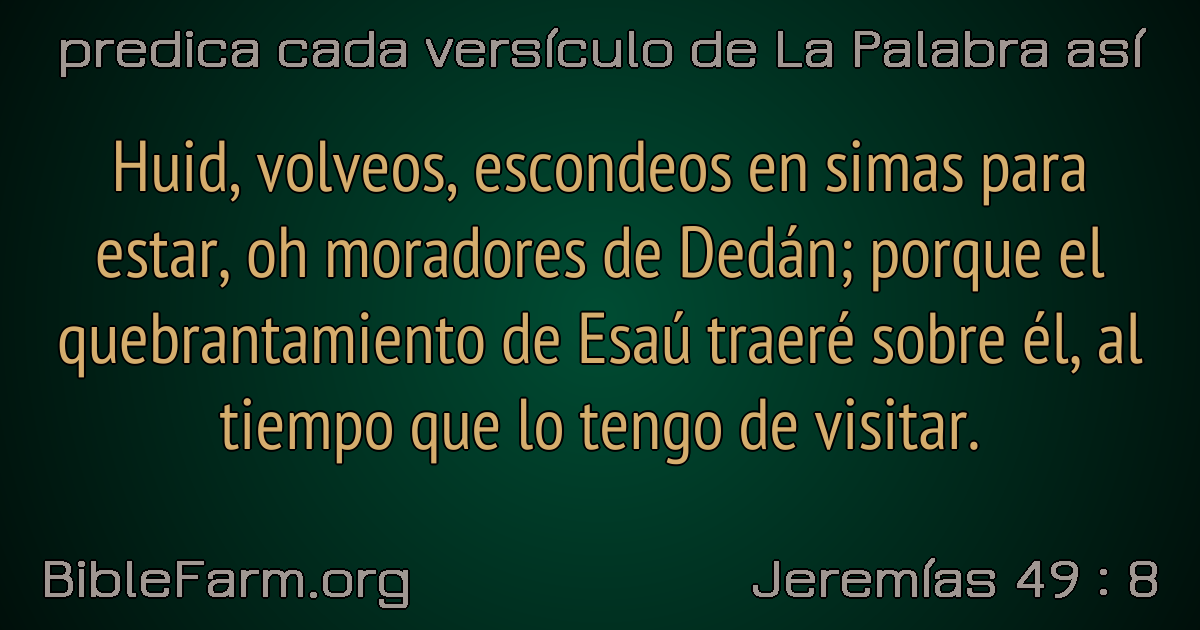 predica cada versículo de La Palabra así
Huid, volveos, escondeos en simas para
estar, oh moradores de Dedán; porque el
quebrantamiento de Esaú traeré sobre él, al
tiempo que lo tengo de visitar.
BibleFarm.org
Jeremías 49 : 8